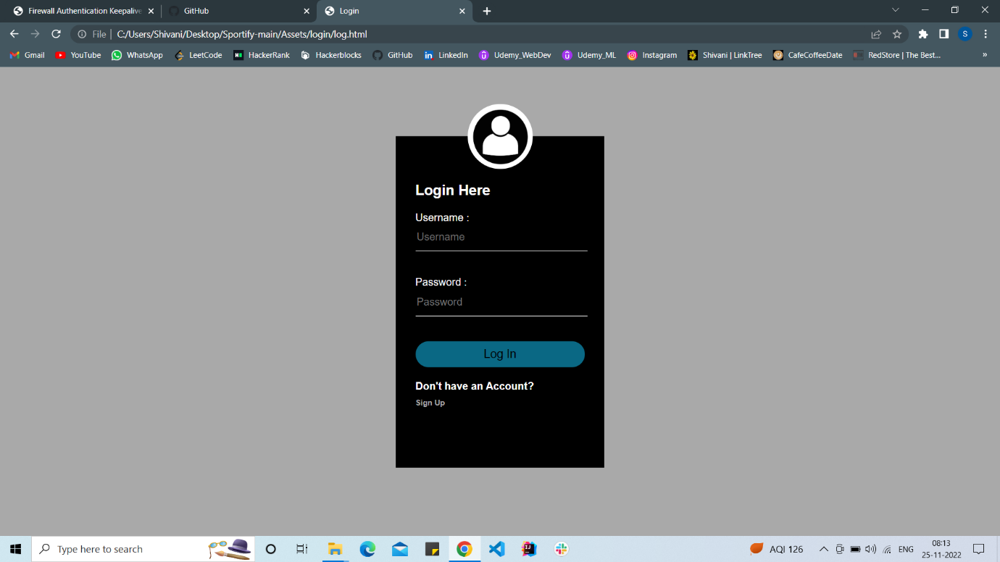 Firewall Authentication Keepalive
GitHub
Login
File
C:/Users/Shivani/Desktop/Sportify-main/Assets/login/log.html
S
Gmail
YouTube
WhatsApp
LeetCode
HackerRank
Hackerblocks
GitHub
LinkedIn
Udemy_WebDev
Udemy_ML
Instagram
Shivani | LinkTree
CafeCoffeeDate
RedStore | The Best...
»
Login Here
Username :
Username
Password :
Password
Log In
Don't have an Account?
Sign Up
Type here to search
AQI 126
ENG
08:13
25-11-2022